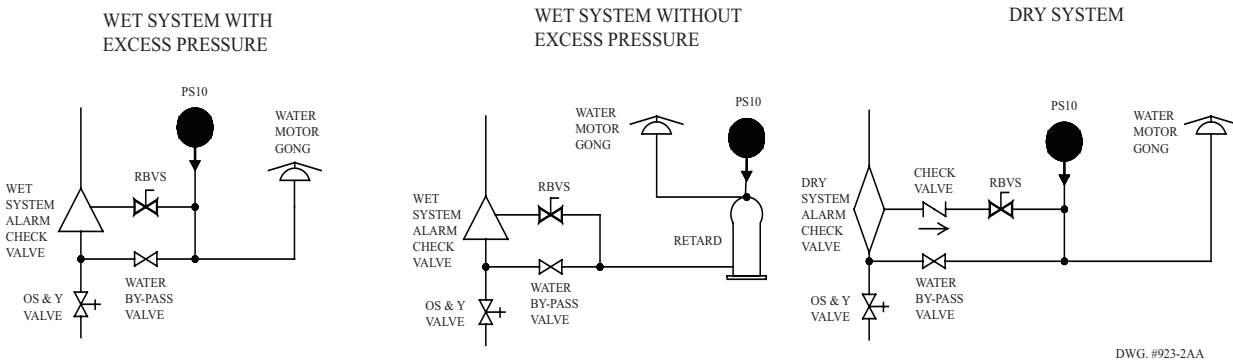 WET SYSTEM WITH
EXCESS PRESSURE
PS10
WATER
MOTOR
GONG
RBVS
WET
SYSTEM
ALARM
CHECK
VALVE
WATER
BY-PASS
VALVE
OS & Y
VALVE
WET SYSTEM WITHOUT
EXCESS PRESSURE
WATER
MOTOR
GONG
PS10
RBVS
WET
SYSTEM
ALARM
CHECK
VALVE
RETARD
WATER
BY-PASS
VALVE
OS & Y
VALVE
DRY SYSTEM
PS10
WATER
MOTOR
GONG
CHECK
VALVE
RBVS
DRY
SYSTEM
ALARM
CHECK
VALVE
WATER
BY-PASS
VALVE
OS & Y
VALVE
DWG. #923-2AA